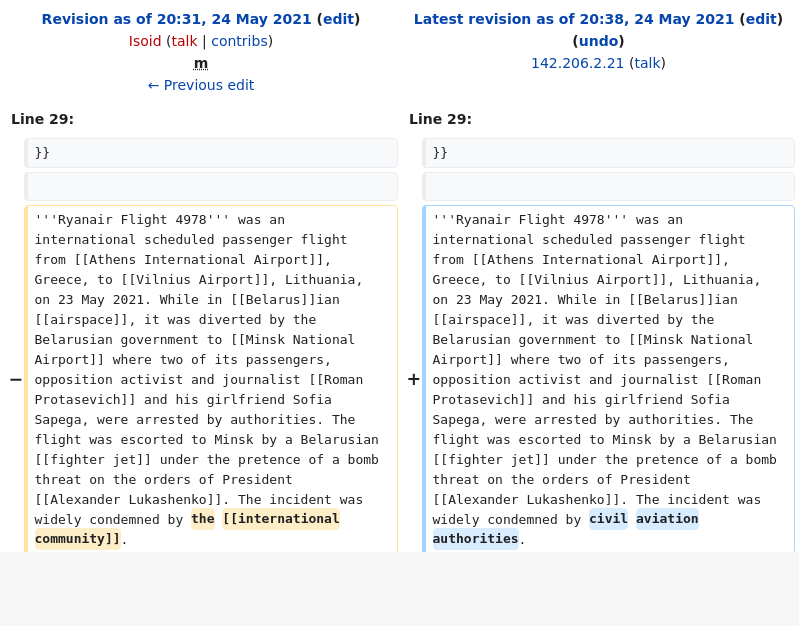 Revision as of 20:31, 24 May 2021 (edit)
Isoid (talk | contribs)
m
← Previous edit
Line 29:
}}
− '''Ryanair Flight 4978''' was an
international scheduled passenger flight
from [[Athens International Airport]],
Greece, to [[Vilnius Airport]], Lithuania,
on 23 May 2021. While in [[Belarus]]ian
[[airspace]], it was diverted by the
Belarusian government to [[Minsk National
Airport]] where two of its passengers,
opposition activist and journalist [[Roman
Protasevich]] and his girlfriend Sofia
Sapega, were arrested by authorities. The
flight was escorted to Minsk by a Belarusian
[[fighter jet]] under the pretence of a bomb
threat on the orders of President
[[Alexander Lukashenko]]. The incident was
widely condemned by the [[international
community]].
Latest revision as of 20:38, 24 May 2021 (edit)
(undo)
142.206.2.21 (talk)
Line 29:
}}
+ '''Ryanair Flight 4978''' was an
international scheduled passenger flight
from [[Athens International Airport]],
Greece, to [[Vilnius Airport]], Lithuania,
on 23 May 2021. While in [[Belarus]]ian
[[airspace]], it was diverted by the
Belarusian government to [[Minsk National
Airport]] where two of its passengers,
opposition activist and journalist [[Roman
Protasevich]] and his girlfriend Sofia
Sapega, were arrested by authorities. The
flight was escorted to Minsk by a Belarusian
[[fighter jet]] under the pretence of a bomb
threat on the orders of President
[[Alexander Lukashenko]]. The incident was
widely condemned by civil aviation
authorities.